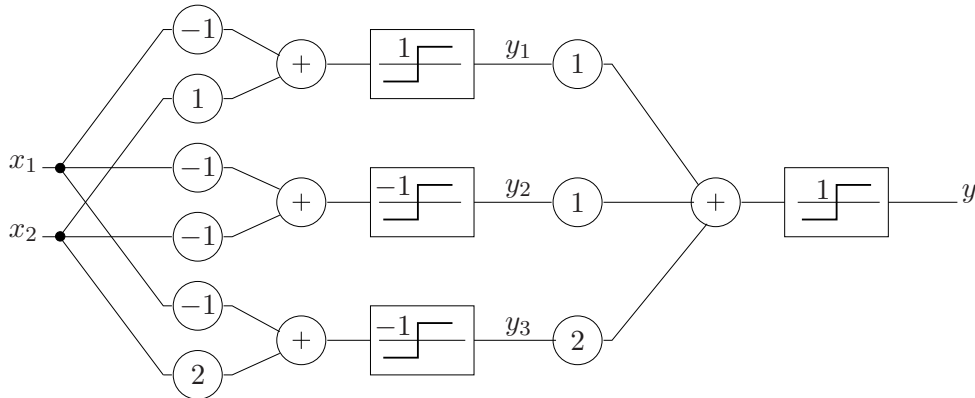 −1
+ 1 y₁ 1
1
x₁ −1
+ −1 y₂ 1 + 1 y
x₂ −1
−1
+ −1 y₃ 2
2